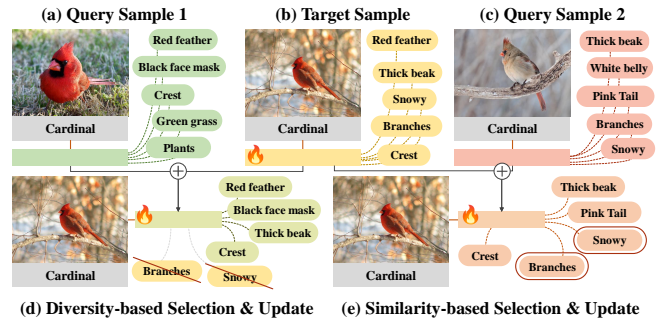 (a) Query Sample 1
(b) Target Sample
(c) Query Sample 2
Red feather
Black face mask
Crest
Green grass
Plants
Cardinal
Red feather
Thick beak
Snowy
Branches
Crest
Cardinal
Thick beak
White belly
Pink Tail
Branches
Snowy
Cardinal
Red feather
Black face mask
Thick beak
Crest
Branches
Snowy
Cardinal
Thick beak
Pink Tail
Snowy
Branches
Crest
Cardinal
(d) Diversity-based Selection & Update
(e) Similarity-based Selection & Update